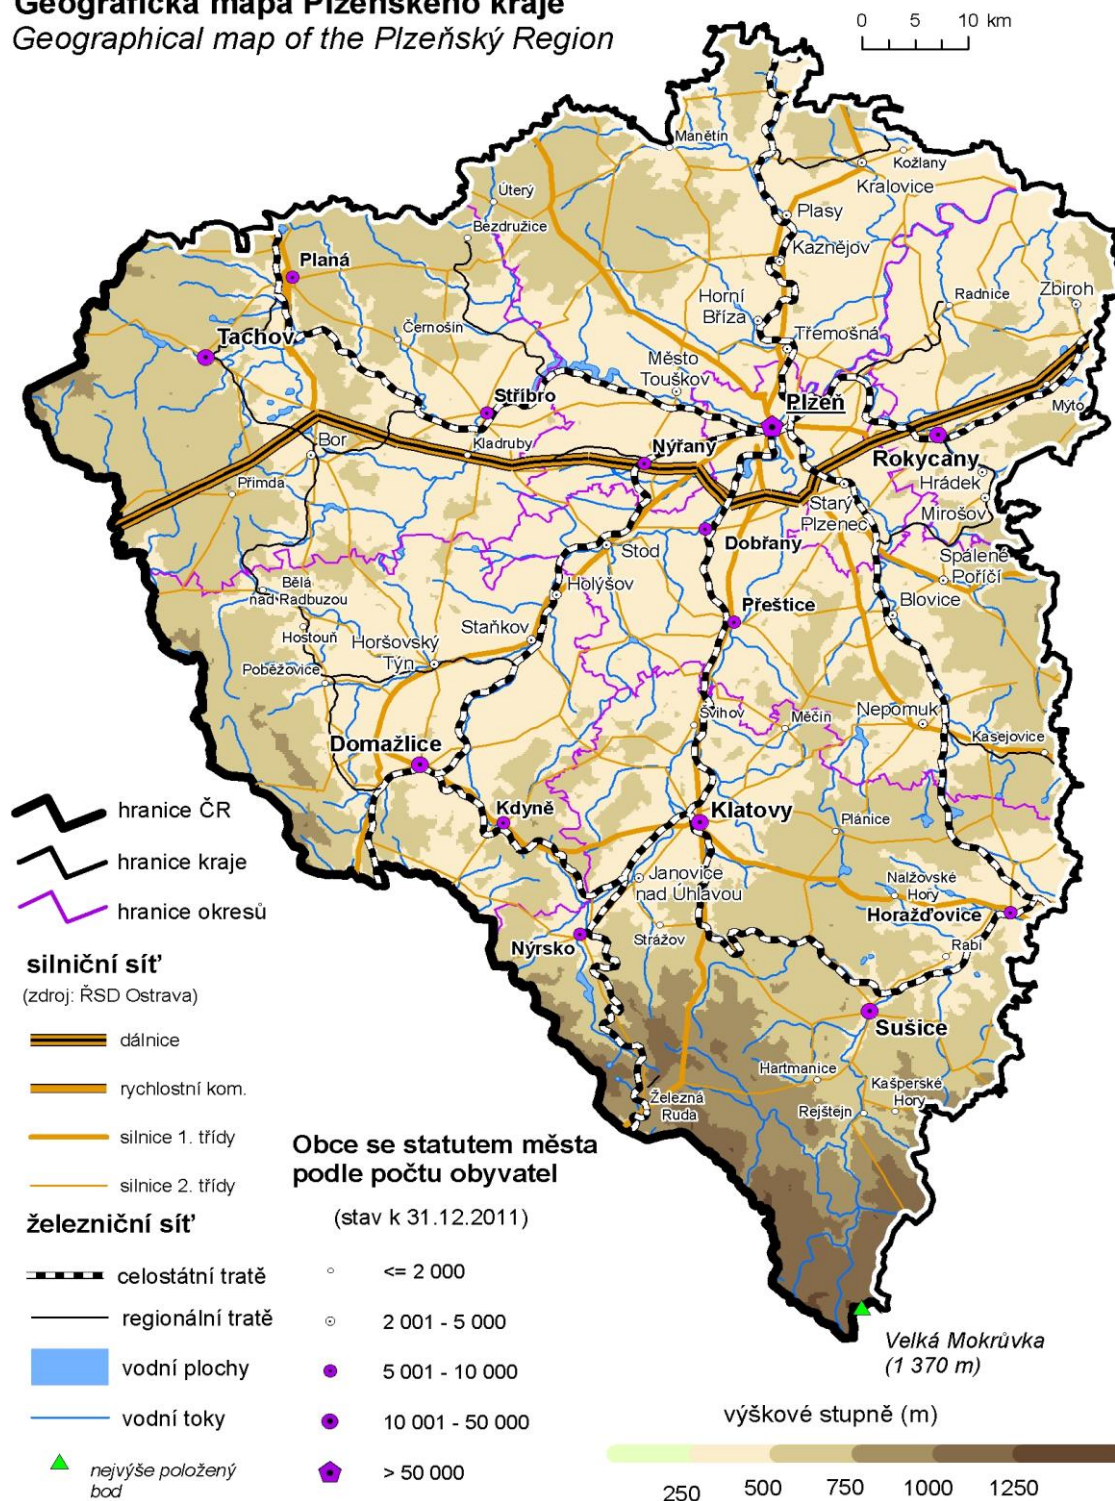 Geografická mapa Plzeňského kraje
Geographical map of the Plzeňský Region
0 5 10 km
Manětín
Kožlany
Kralovice
Úterý
Plasy
Bezdružice
Kaznějov
Planá
Radnice
Zbiroh
Horní
Bříza
Černošín
Třemošná
Tachov
Město
Touškov
Stříbro
Plzeň
Mýto
Bor
Kladruby
Nýřany
Rokycany
Přimda
Hrádek
Starý
Plzenec
Mirošov
Dobřany
Stod
Spálené
Poříčí
Bělá
nad Radbuzou
Holýšov
Přeštice
Blovice
Hostouň
Staňkov
Horšovský
Týn
Poběžovice
Švihov
Měčín
Nepomuk
Kasejovice
Domažlice
Kdyně
Klatovy
Plánice
Janovice
nad Úhlavou
Nalžovské
Hory
Horažďovice
Nýrsko
Strážov
Rabí
Sušice
Hartmanice
Kašperské
Hory
Železná
Ruda
Rejštejn
Velká Mokrůvka
(1 370 m)
hranice ČR
hranice kraje
hranice okresů
silniční síť
(zdroj: ŘSD Ostrava)
dálnice
rychlostní kom.
silnice 1. třídy
silnice 2. třídy
železniční síť
celostátní tratě
regionální tratě
vodní plochy
vodní toky
nejvýše položený
bod
Obce se statutem města
podle počtu obyvatel
(stav k 31.12.2011)
<= 2 000
2 001 - 5 000
5 001 - 10 000
10 001 - 50 000
> 50 000
výškové stupně (m)
250 500 750 1000 1250